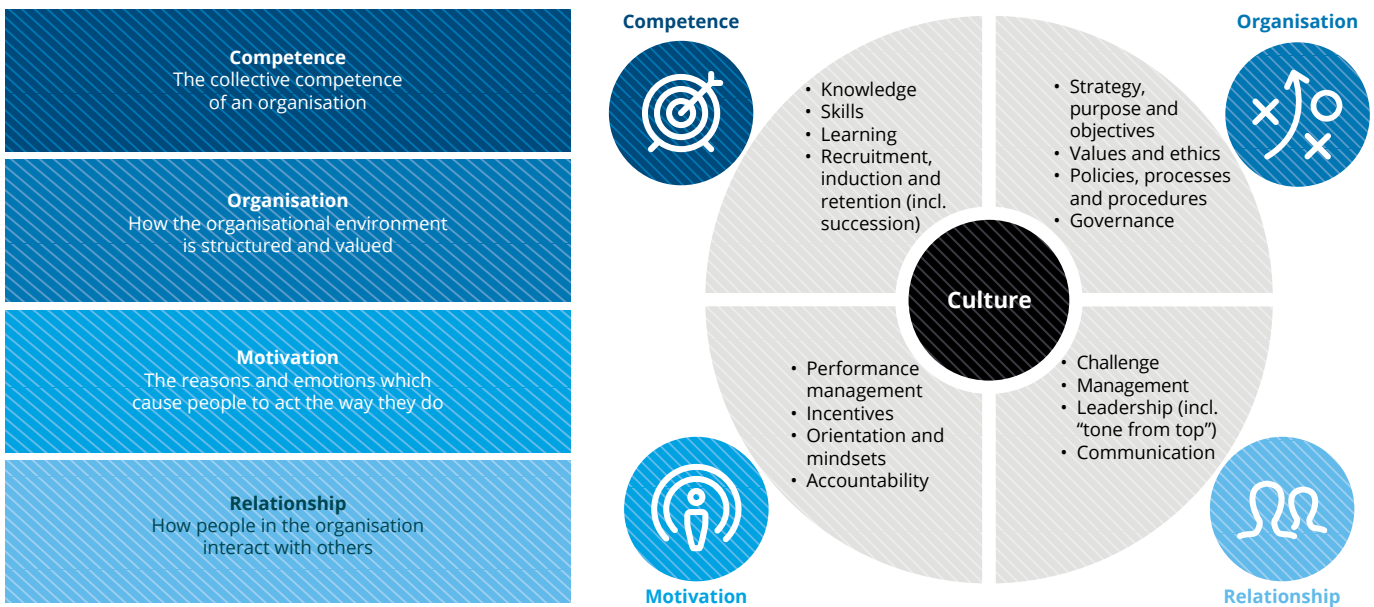 Competence
The collective competence
of an organisation
Organisation
How the organisational environment
is structured and valued
Motivation
The reasons and emotions which
cause people to act the way they do
Relationship
How people in the organisation
interact with others
Competence
• Knowledge
• Skills
• Learning
• Recruitment,
induction and
retention (incl.
succession)
Organisation
• Strategy,
purpose and
objectives
• Values and ethics
• Policies, processes
and procedures
• Governance
Culture
• Performance
management
• Incentives
• Orientation and
mindsets
• Accountability
Motivation
• Challenge
• Management
• Leadership (incl.
“tone from top”)
• Communication
Relationship